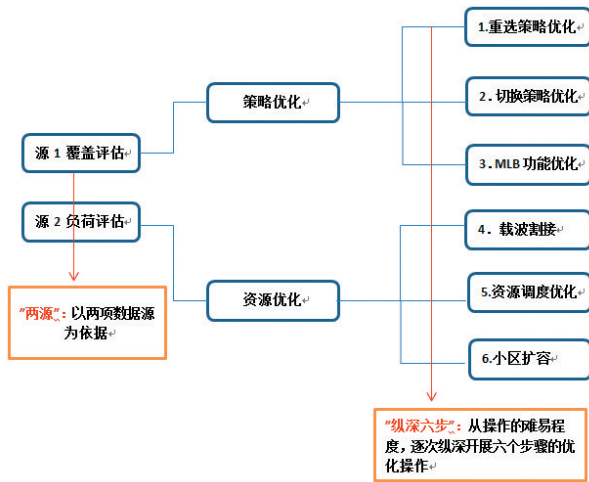 1.重选策略优化
策略优化
2. 切换策略优化
源 1 覆盖评估
3. MLB 功能优化
源 2 负荷评估
4. 载波割接
资源优化
5.资源调度优化
"两源"：以两项数据源
为依据
6.小区扩容
"纵深六步"：从操作的难易程
度，逐次纵深开展六个步骤的优
化操作